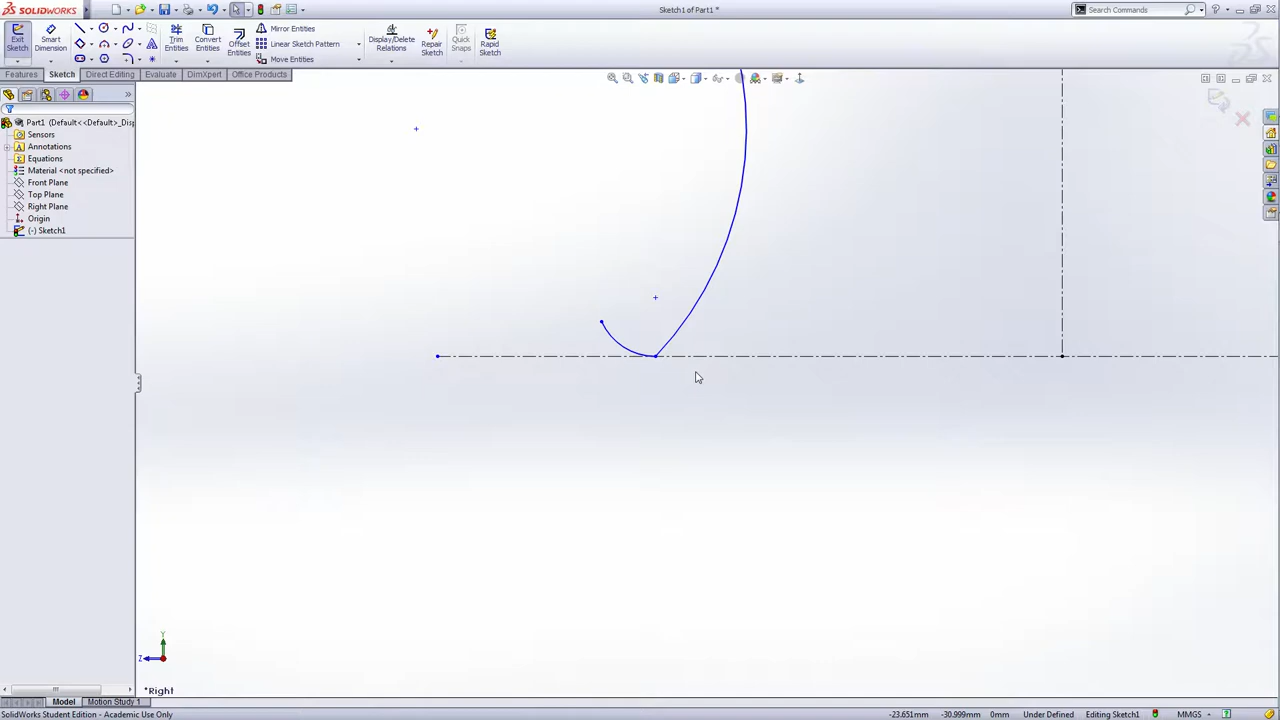 SOLIDWORKS
Sketch1 of Part1 *
Search Commands
Exit Sketch
Smart Dimension
Trim Entities
Convert Entities
Offset Entities
Mirror Entities
Linear Sketch Pattern
Move Entities
Display/Delete Relations
Repair Sketch
Quick Snaps
Rapid Sketch
Features
Sketch
Direct Editing
Evaluate
DimXpert
Office Products
Part1 (Default<<Default>_Disp
Sensors
Annotations
Equations
Material <not specified>
Front Plane
Top Plane
Right Plane
Origin
(-) Sketch1
Y
Z
*Right
Model
Motion Study 1
SolidWorks Student Edition - Academic Use Only
-23.651mm
-30.999mm
0mm
Under Defined
Editing Sketch1
MMGS